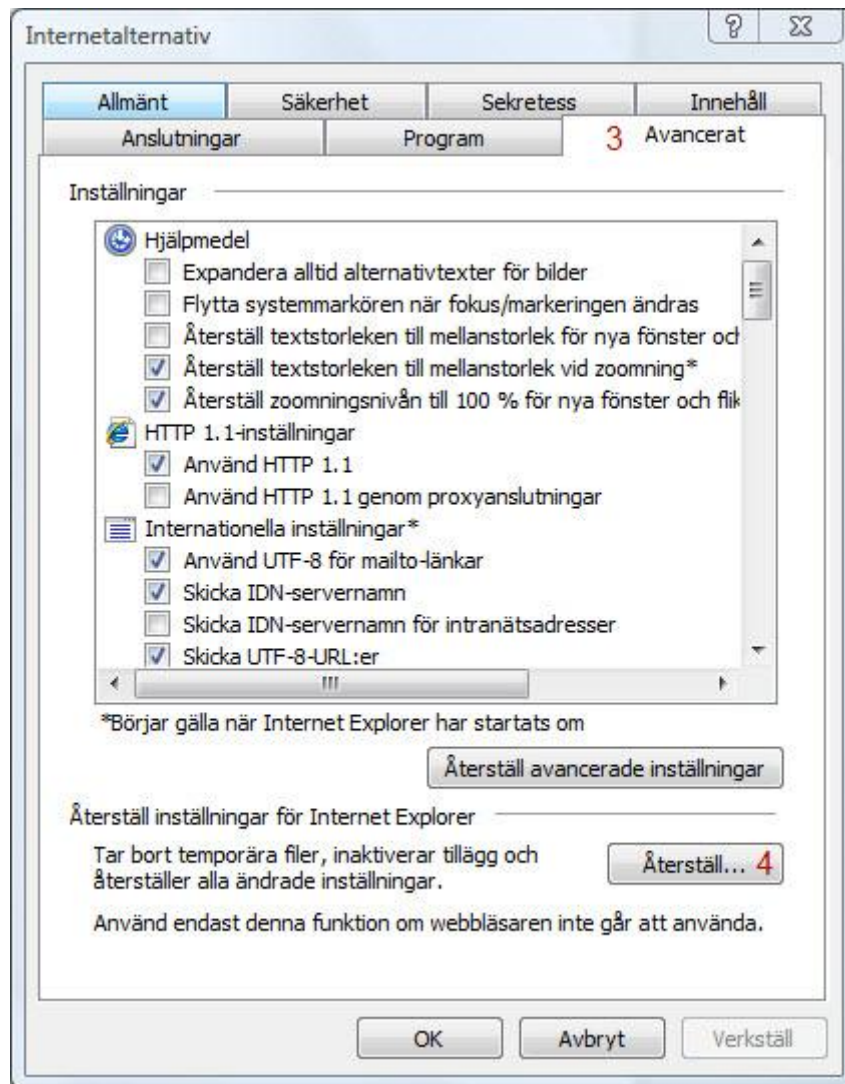 Internetalternativ
Allmänt Säkerhet Sekretess Innehåll
Anslutningar Program 3 Avancerat
Inställningar
Hjälpmedel
Expandera alltid alternativtexter för bilder
Flytta systemmarkören när fokus/markeringen ändras
Återställ textstorleken till mellanstorlek för nya fönster och
Återställ textstorleken till mellanstorlek vid zoomning*
Återställ zoomningsnivån till 100 % för nya fönster och flik
HTTP 1.1-inställningar
Använd HTTP 1.1
Använd HTTP 1.1 genom proxyanslutningar
Internationella inställningar*
Använd UTF-8 för mailto-länkar
Skicka IDN-servernamn
Skicka IDN-servernamn för intranätsadresser
Skicka UTF-8-URL:er
*Börjar gälla när Internet Explorer har startats om
Återställ avancerade inställningar
Återställ inställningar för Internet Explorer
Tar bort temporära filer, inaktiverar tillägg och
återställer alla ändrade inställningar.
Återställ... 4
Använd endast denna funktion om webbläsaren inte går att använda.
OK Avbryt Verkställ